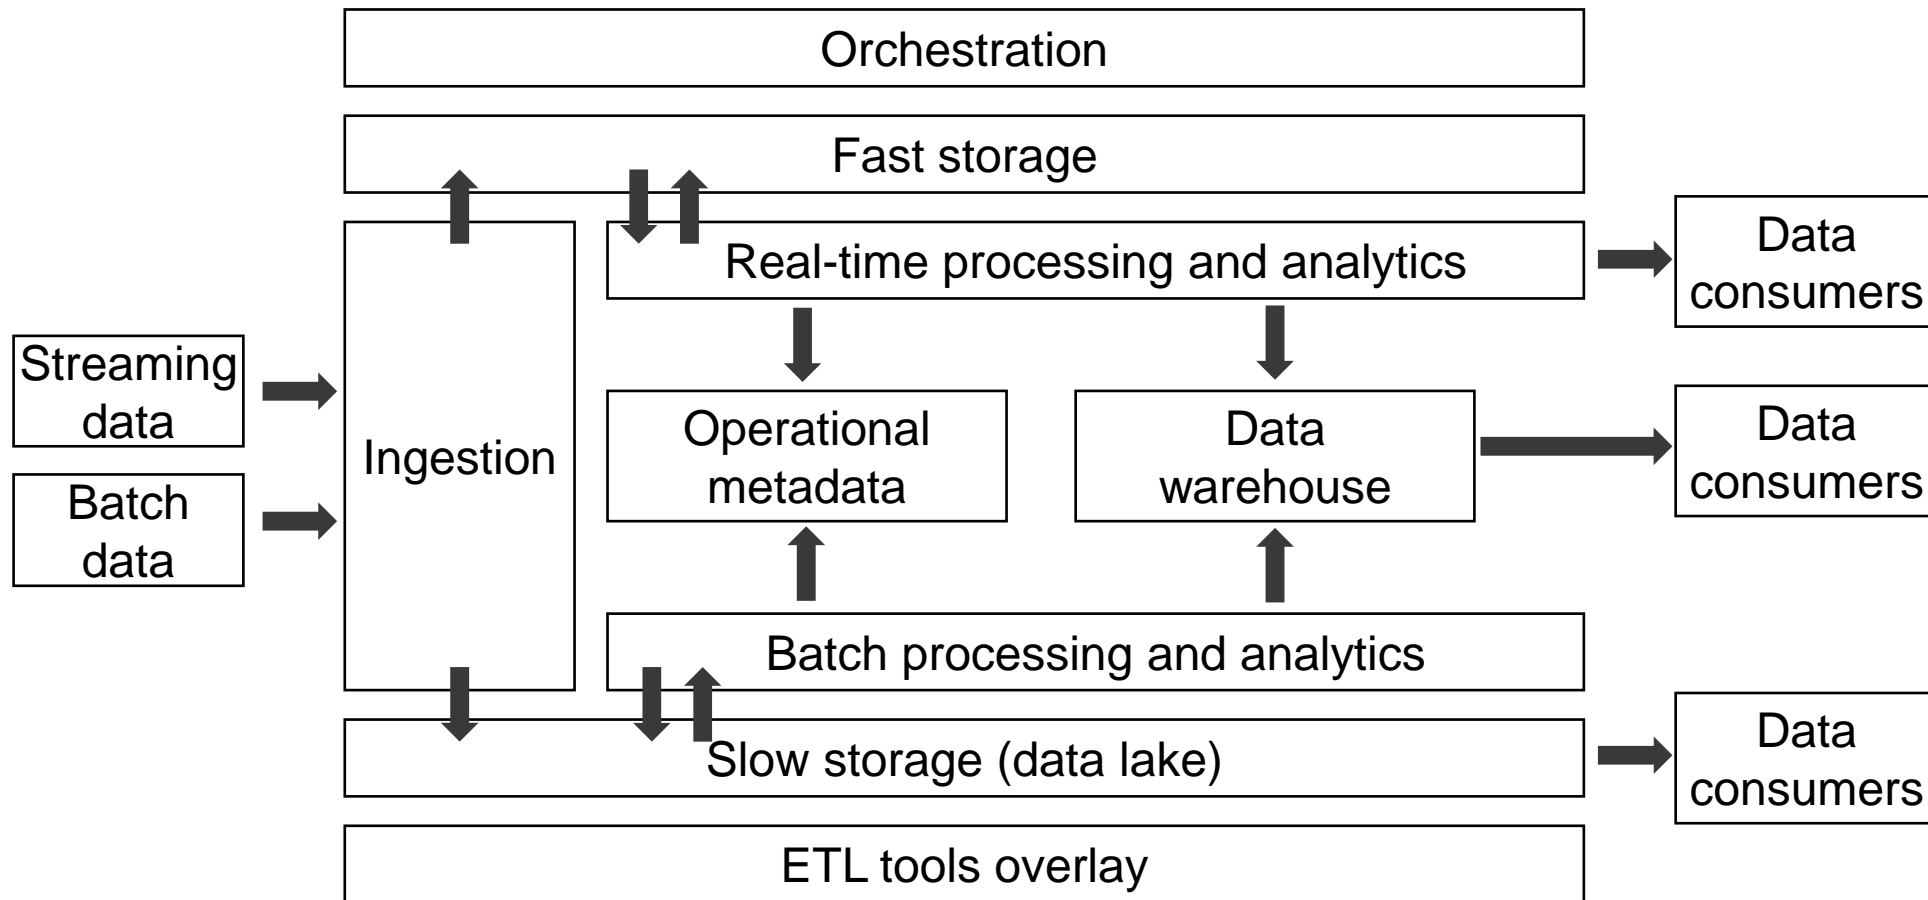 Orchestration
Fast storage
Real-time processing and analytics
Data
consumers
Streaming
data
Batch
data
Ingestion
Operational
metadata
Data
warehouse
Data
consumers
Batch processing and analytics
Slow storage (data lake)
Data
consumers
ETL tools overlay